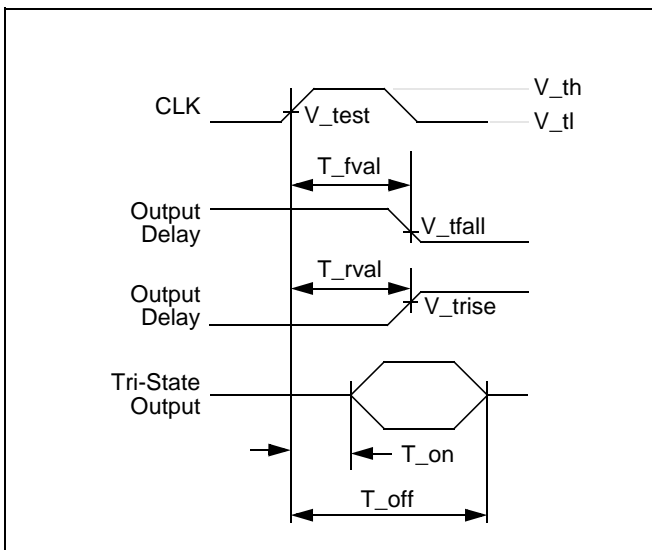 V_th
CLK
V_test
V_tl
T_fval
Output
Delay
V_tfall
T_rval
Output
Delay
V_trise
Tri-State
Output
T_on
T_off